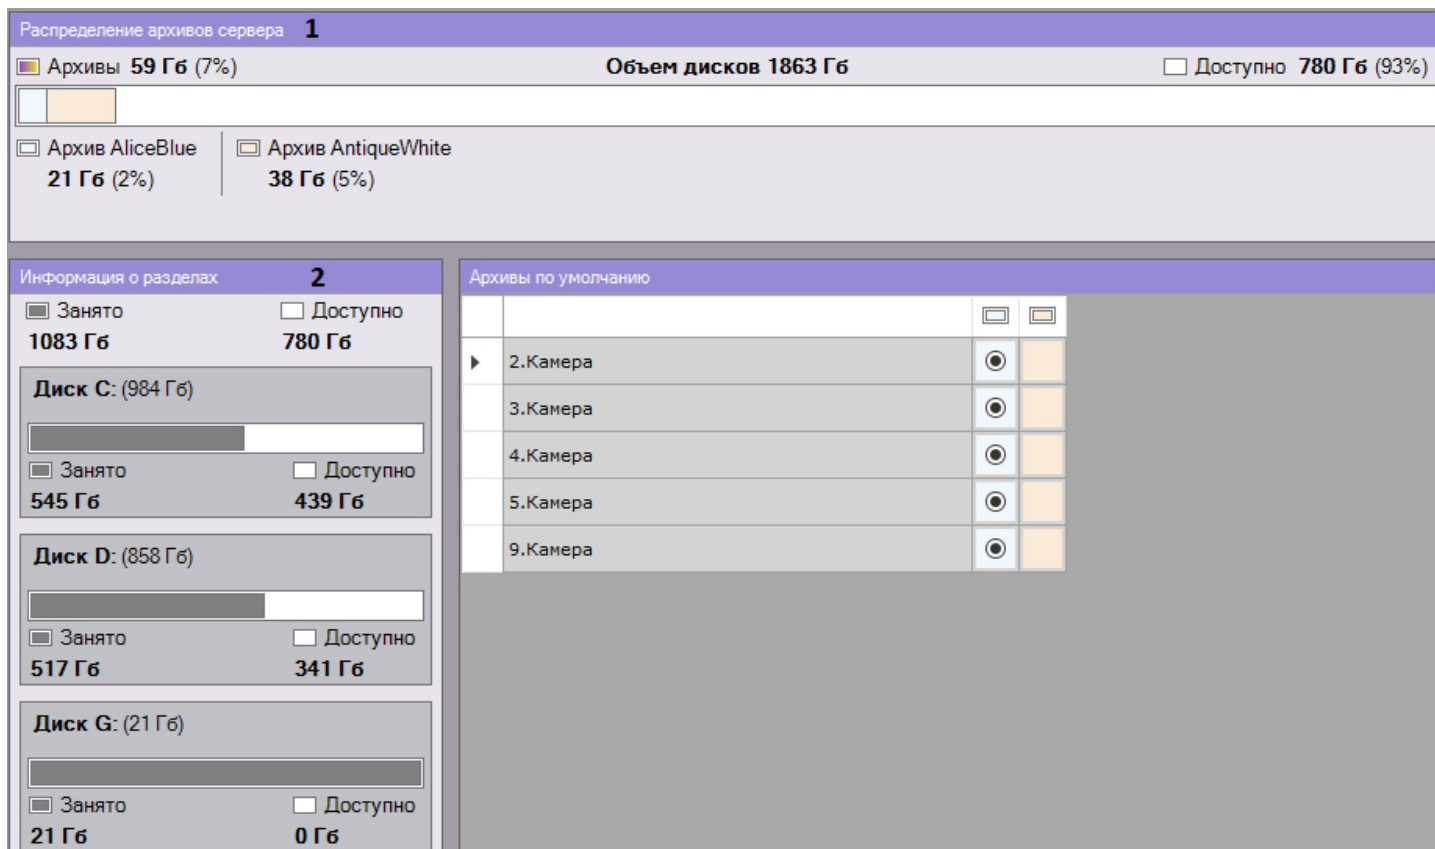 Распределение архивов сервера 1
Архивы 59 Гб (7%) Объем дисков 1863 Гб Доступно 780 Гб (93%)
Архив AliceBlue Архив AntiqueWhite
21 Гб (2%) 38 Гб (5%)
Информация о разделах 2
Занято Доступно
1083 Гб 780 Гб
Диск C: (984 Гб)
Занято Доступно
545 Гб 439 Гб
Диск D: (858 Гб)
Занято Доступно
517 Гб 341 Гб
Диск G: (21 Гб)
Занято Доступно
21 Гб 0 Гб
Архивы по умолчанию
2.Камера
3.Камера
4.Камера
5.Камера
9.Камера